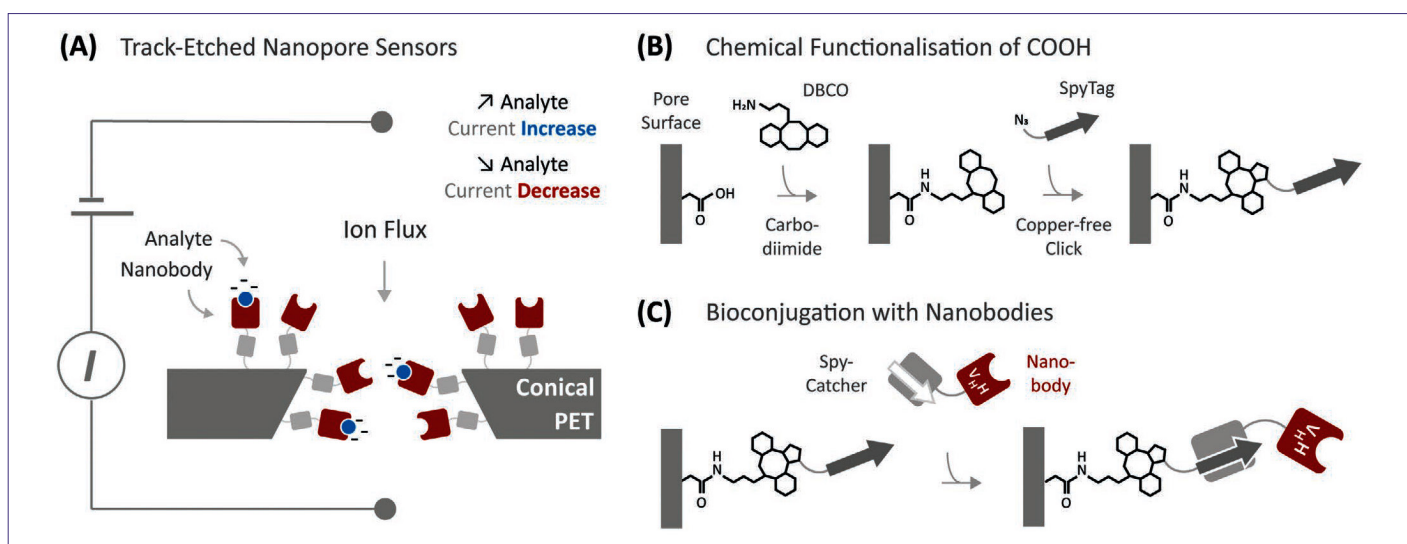 (A) Track-Etched Nanopore Sensors
↗ Analyte
Current Increase
↘ Analyte
Current Decrease
Ion Flux
Analyte
Nanobody
I
Conical
PET
(B) Chemical Functionalisation of COOH
Pore
Surface
H₂N
DBCO
SpyTag
N₃
OH
O
Carbo-
diimide
H
N
O
Copper-free
Click
H
N
O
(C) Bioconjugation with Nanobodies
Spy-
Catcher
VHH
Nano-
body
H
N
O
H
N
O
VHH